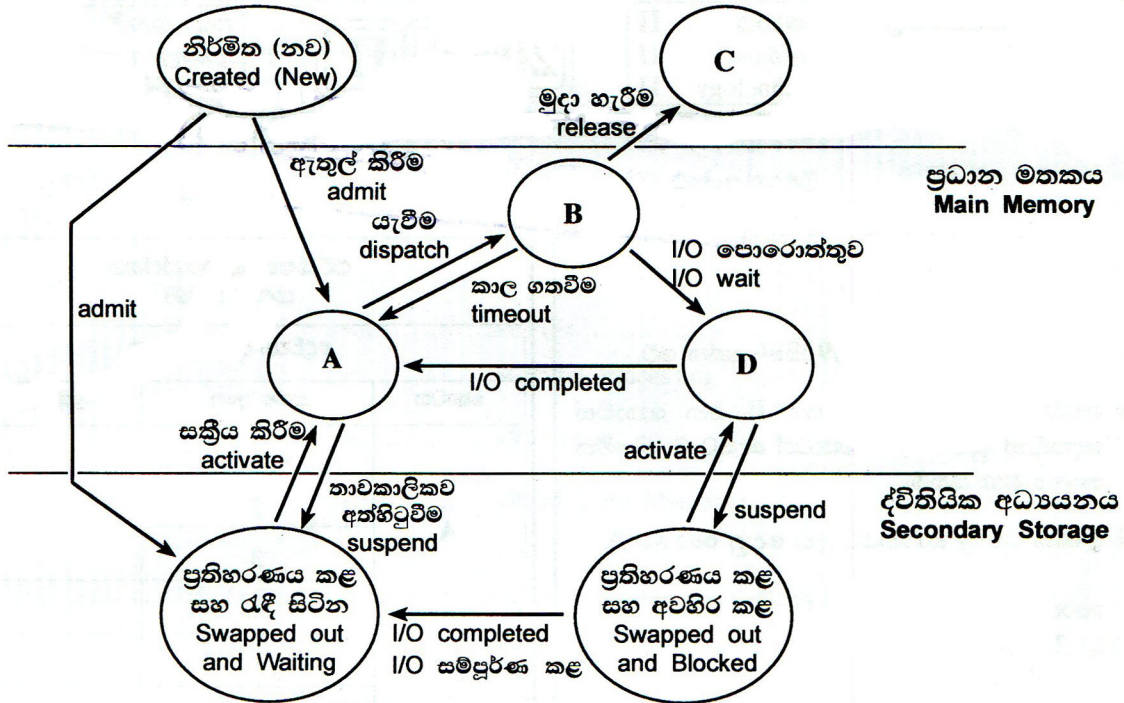 නිර්මිත (නව)
Created (New)
C
මුදා හැරීම
release
ඇතුල් කිරීම
admit
ප්‍රධාන මතකය
Main Memory
B
යැවීම
dispatch
I/O පොරොත්තුව
I/O wait
කාල ගතවීම
timeout
admit
A
I/O completed
D
සක්‍රීය කිරීම
activate
activate
තාවකාලිකව
අත්හිටුවීම
suspend
suspend
ද්විතියික අධ්‍යයනය
Secondary Storage
ප්‍රතිහරණය කළ
සහ රැඳී සිටින
Swapped out
and Waiting
I/O completed
I/O සම්පූර්ණ කළ
ප්‍රතිහරණය කළ
සහ අවහිර කළ
Swapped out
and Blocked